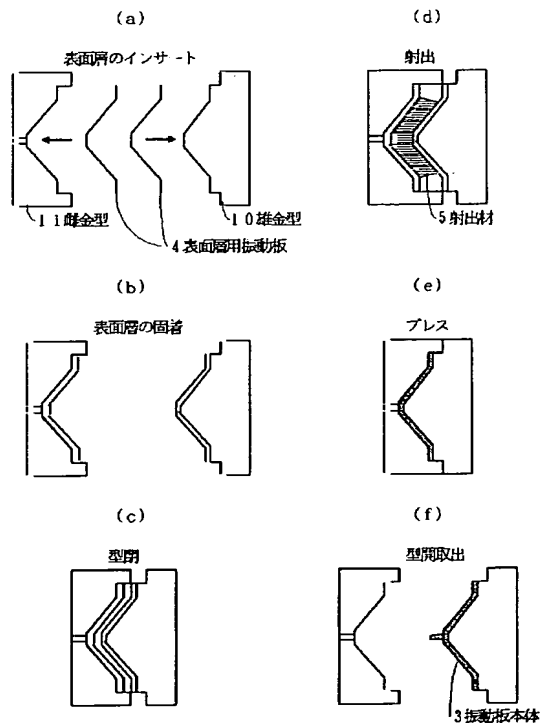 (a)
表面層のインサート
11雌金型
10雄金型
4表面層用振動板
(b)
表面層の固着
(c)
型閉
(d)
射出
5射出材
(e)
プレス
(f)
型開取出
3振動板本体